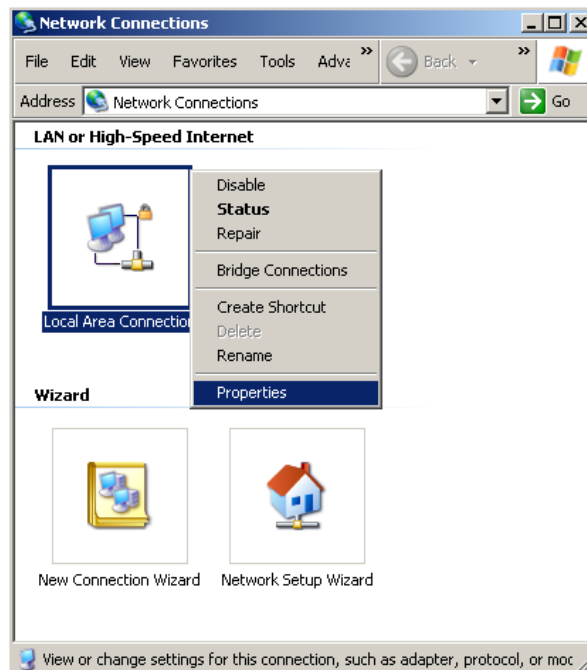 Network Connections
File Edit View Favorites Tools Adva » Back »
Address Network Connections Go
LAN or High-Speed Internet
Disable
Status
Repair
Bridge Connections
Local Area Connection
Create Shortcut
Delete
Rename
Wizard
Properties
New Connection Wizard Network Setup Wizard
View or change settings for this connection, such as adapter, protocol, or moc